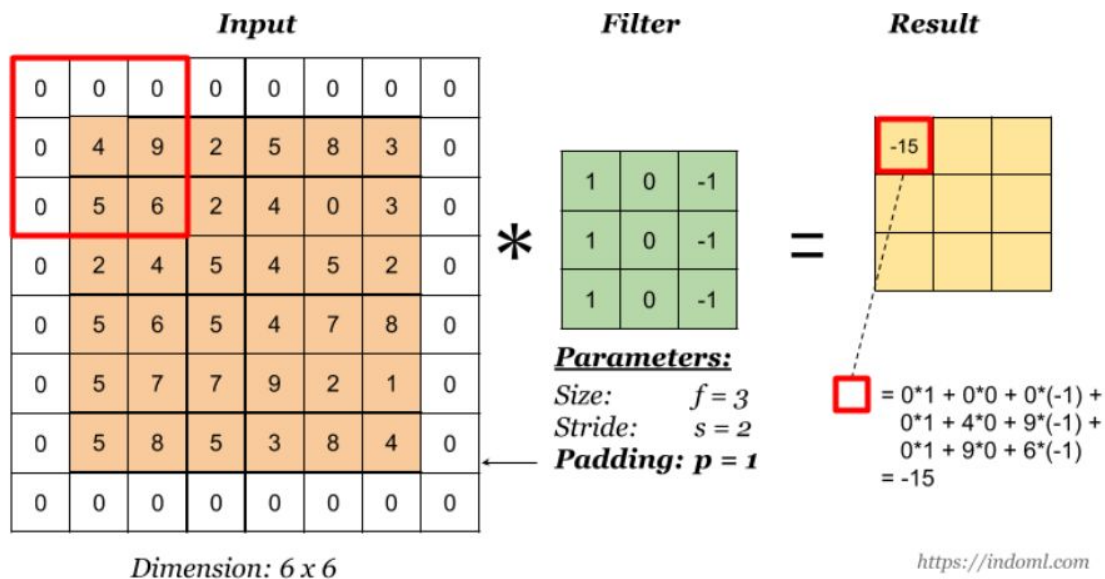 Input Filter Result
0 0 0 0 0 0 0 0
0 4 9 2 5 8 3 0
0 5 6 2 4 0 3 0
0 2 4 5 4 5 2 0
0 5 6 5 4 7 8 0
0 5 7 7 9 2 1 0
0 5 8 5 3 8 4 0
0 0 0 0 0 0 0 0
Dimension: 6 x 6
*
1 0 -1
1 0 -1
1 0 -1
Parameters:
Size: f = 3
Stride: s = 2
Padding: p = 1
=
-15
= 0*1 + 0*0 + 0*(-1) +
0*1 + 4*0 + 9*(-1) +
0*1 + 9*0 + 6*(-1)
= -15
https://indoml.com